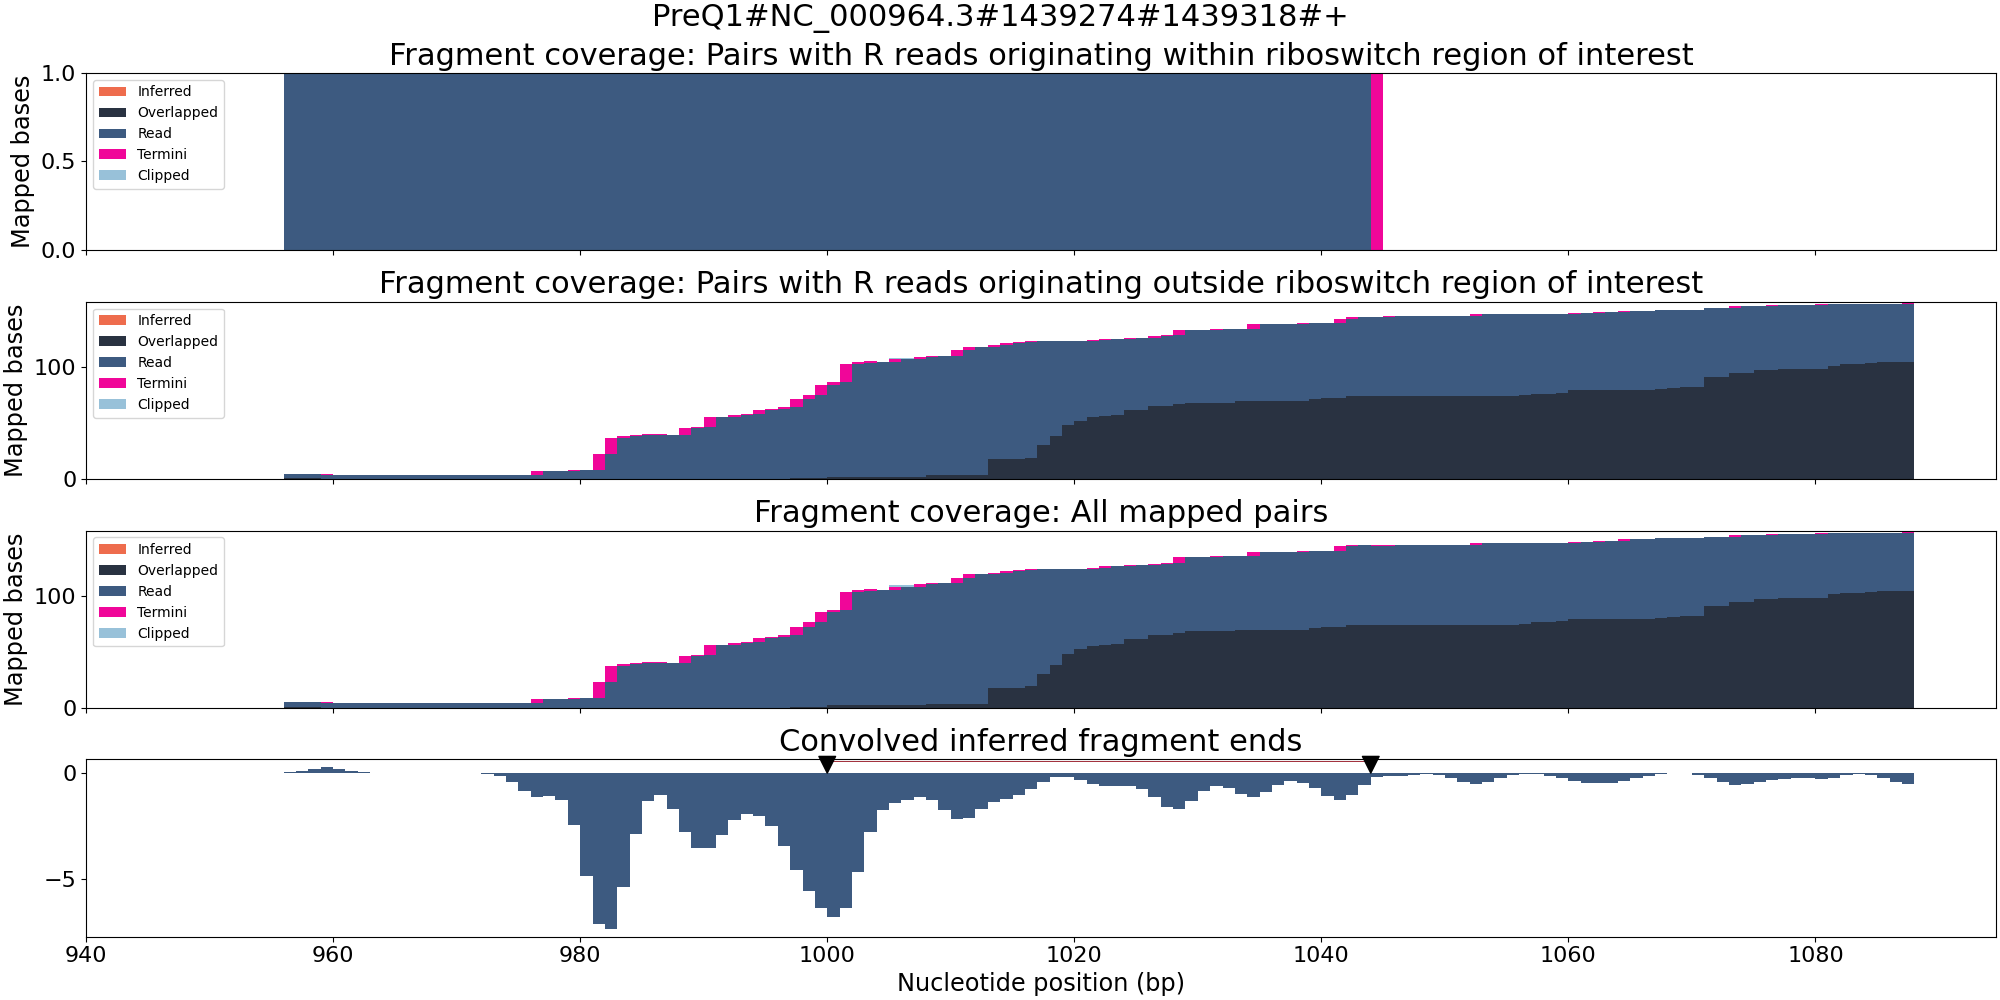 PreQ1#NC_000964.3#1439274#1439318#+
Fragment coverage: Pairs with R reads originating within riboswitch region of interest
Mapped bases
1.0
0.5
0.0
Inferred
Overlapped
Read
Termini
Clipped
Fragment coverage: Pairs with R reads originating outside riboswitch region of interest
Mapped bases
100
0
Inferred
Overlapped
Read
Termini
Clipped
Fragment coverage: All mapped pairs
Mapped bases
100
0
Inferred
Overlapped
Read
Termini
Clipped
Convolved inferred fragment ends
0
−5
940 960 980 1000 1020 1040 1060 1080
Nucleotide position (bp)